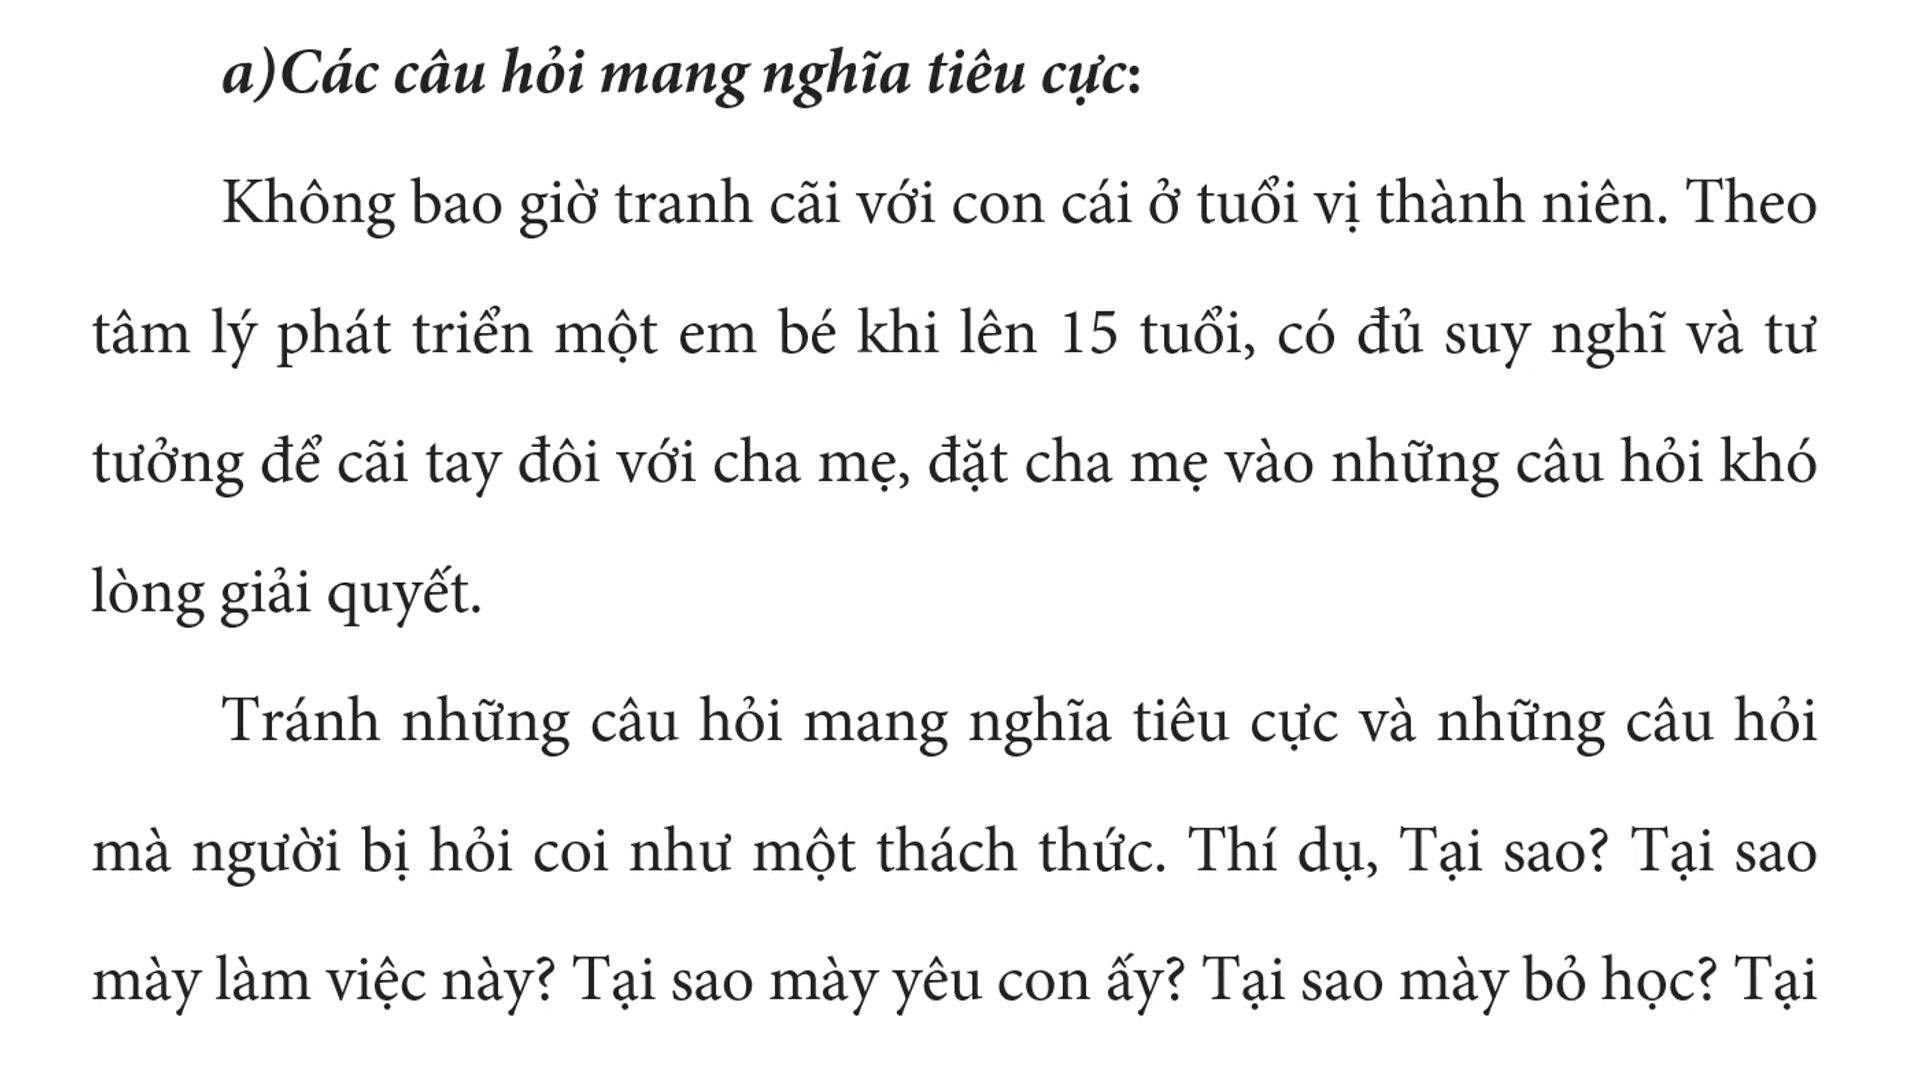 a)Các câu hỏi mang nghĩa tiêu cực:
Không bao giờ tranh cãi với con cái ở tuổi vị thành niên. Theo
tâm lý phát triển một em bé khi lên 15 tuổi, có đủ suy nghĩ và tư
tưởng để cãi tay đôi với cha mẹ, đặt cha mẹ vào những câu hỏi khó
lòng giải quyết.
Tránh những câu hỏi mang nghĩa tiêu cực và những câu hỏi
mà người bị hỏi coi như một thách thức. Thí dụ, Tại sao? Tại sao
mày làm việc này? Tại sao mày yêu con ấy? Tại sao mày bỏ học? Tại